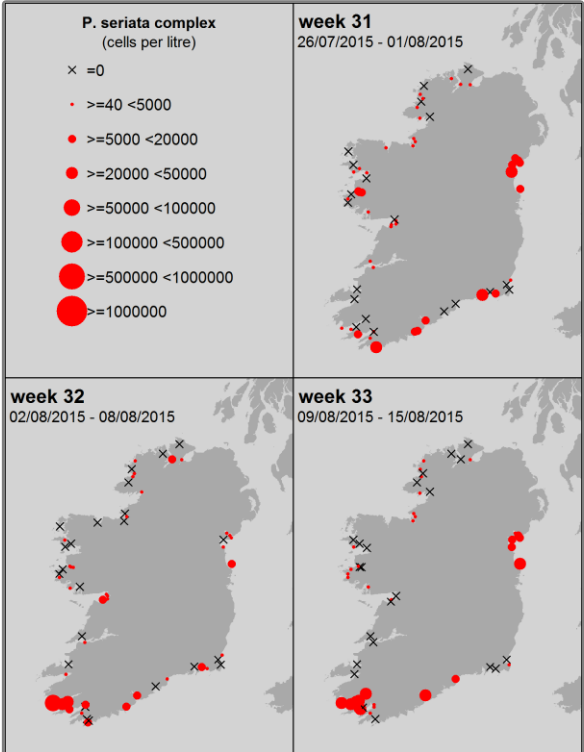 P. seriata complex
(cells per litre)
=0
>=40 <5000
>=5000 <20000
>=20000 <50000
>=50000 <100000
>=100000 <500000
>=500000 <1000000
>=1000000
week 31
26/07/2015 - 01/08/2015
week 32
02/08/2015 - 08/08/2015
week 33
09/08/2015 - 15/08/2015